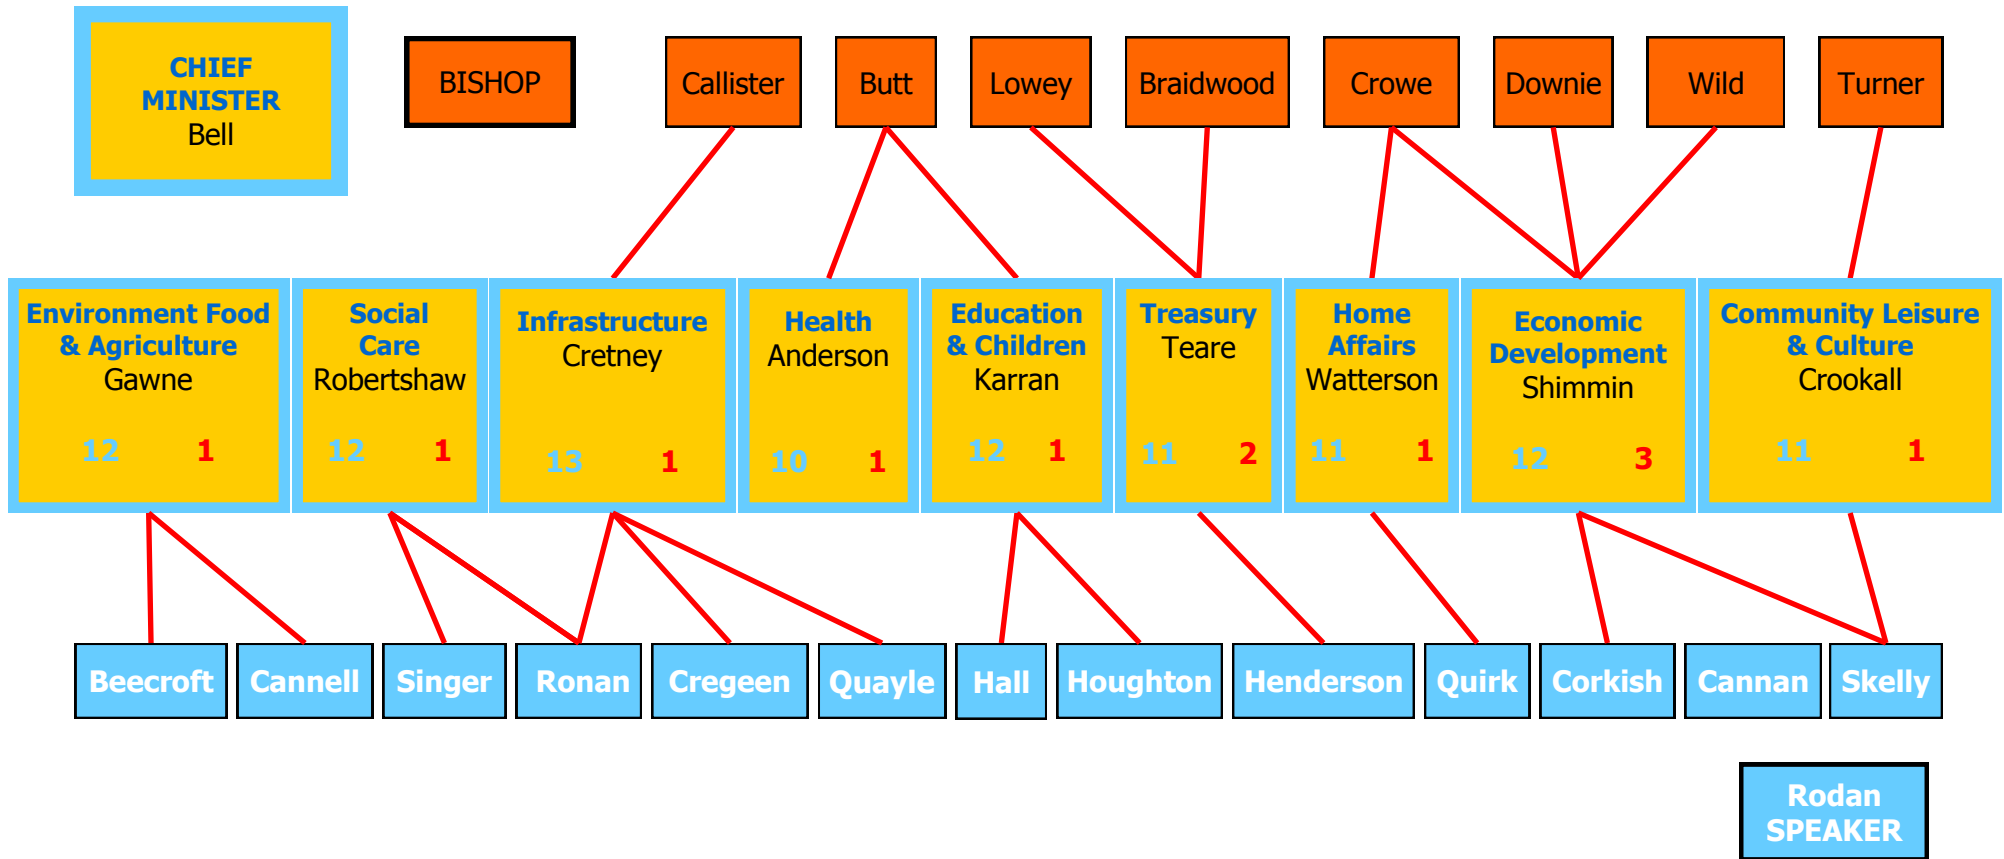 CHIEF
MINISTER
Bell
BISHOP
Callister
Butt
Lowey
Braidwood
Crowe
Downie
Wild
Turner
Environment Food
& Agriculture
Gawne
12 1
Social
Care
Robertshaw
12 1
Infrastructure
Cretney
13 1
Health
Anderson
10 1
Education
& Children
Karran
12 1
Treasury
Teare
11 2
Home
Affairs
Watterson
11 1
Economic
Development
Shimmin
12 3
Community Leisure
& Culture
Crookall
11 1
Beecroft
Cannell
Singer
Ronan
Cregeen
Quayle
Hall
Houghton
Henderson
Quirk
Corkish
Cannan
Skelly
Rodan
SPEAKER